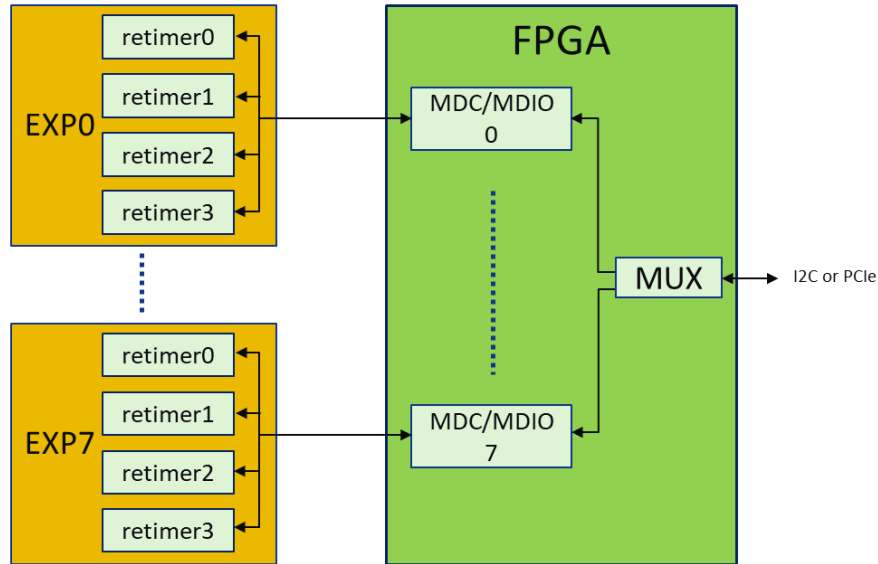 EXP0
retimer0
retimer1
retimer2
retimer3
EXP7
retimer0
retimer1
retimer2
retimer3
FPGA
MDC/MDIO
0
MDC/MDIO
7
MUX
I2C or PCIe